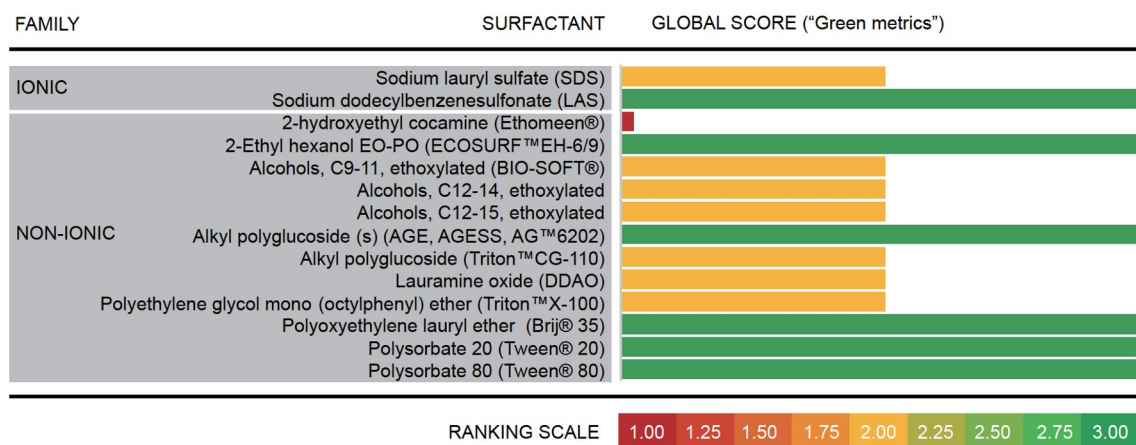 FAMILY SURFACTANT GLOBAL SCORE (“Green metrics”)
IONIC
Sodium lauryl sulfate (SDS)
Sodium dodecylbenzenesulfonate (LAS)
NON-IONIC
2-hydroxyethyl cocamine (Ethomeen®)
2-Ethyl hexanol EO-PO (ECOSURF™EH-6/9)
Alcohols, C9-11, ethoxylated (BIO-SOFT®)
Alcohols, C12-14, ethoxylated
Alcohols, C12-15, ethoxylated
Alkyl polyglucoside (s) (AGE, AGESS, AG™6202)
Alkyl polyglucoside (Triton™CG-110)
Lauramine oxide (DDAO)
Polyethylene glycol mono (octylphenyl) ether (Triton™X-100)
Polyoxyethylene lauryl ether (Brij® 35)
Polysorbate 20 (Tween® 20)
Polysorbate 80 (Tween® 80)
RANKING SCALE 1.00 1.25 1.50 1.75 2.00 2.25 2.50 2.75 3.00